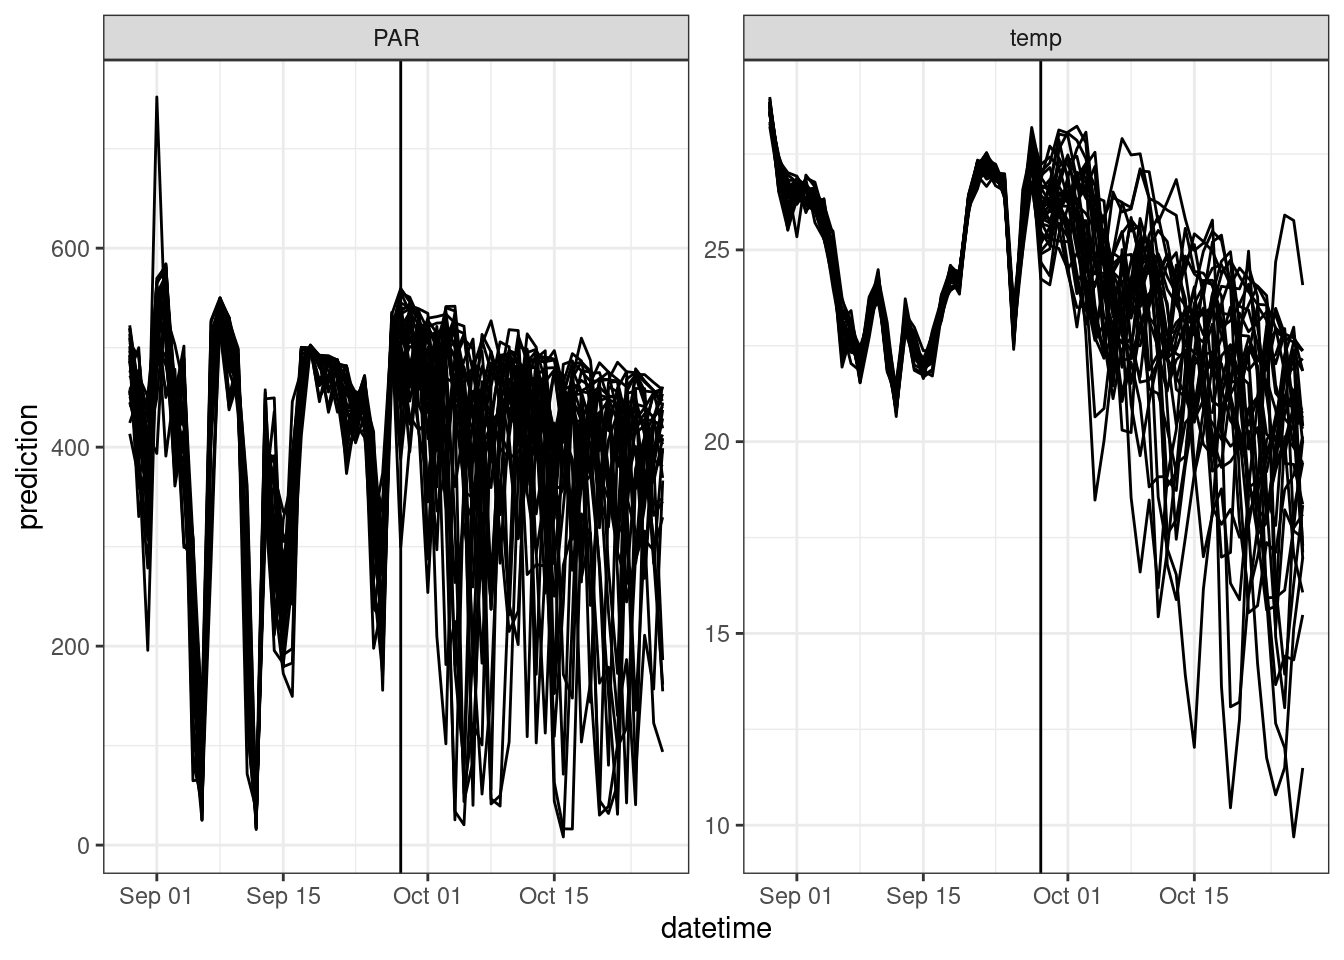 PAR
temp
600
400
200
0
25
20
15
10
prediction
Sep 01
Sep 15
Oct 01
Oct 15
Sep 01
Sep 15
Oct 01
Oct 15
datetime